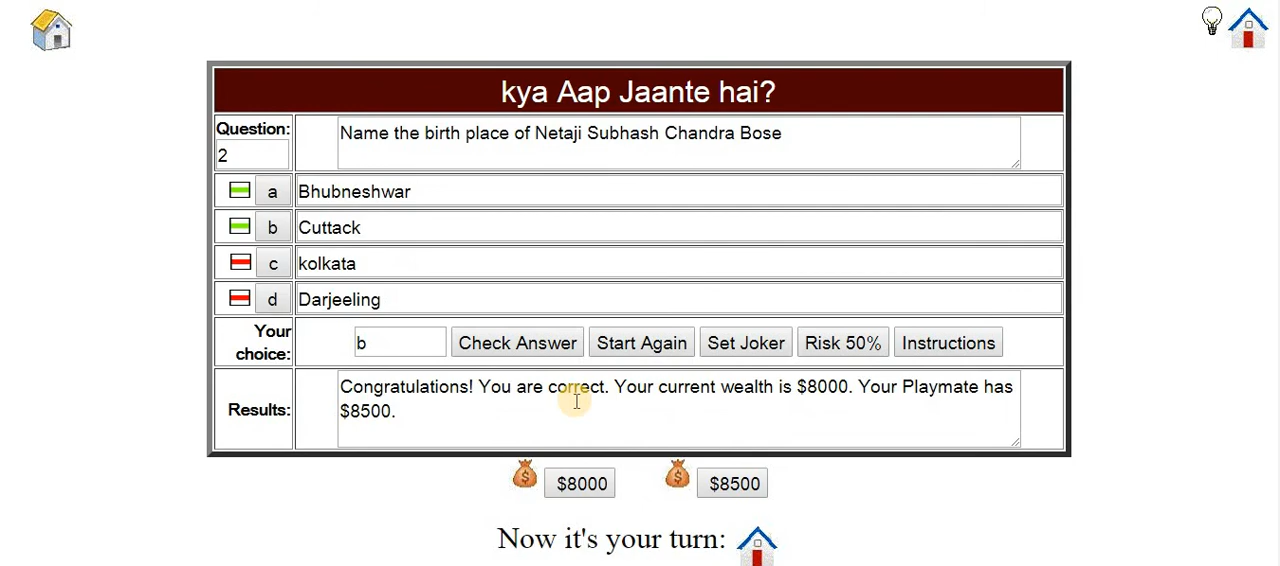 kya Aap Jaante hai?
Question:
2
Name the birth place of Netaji Subhash Chandra Bose
a Bhubneshwar
b Cuttack
c kolkata
d Darjeeling
Your
choice:
b Check Answer Start Again Set Joker Risk 50% Instructions
Results:
Congratulations! You are correct. Your current wealth is $8000. Your Playmate has
$8500.
$8000 $8500
Now it's your turn: